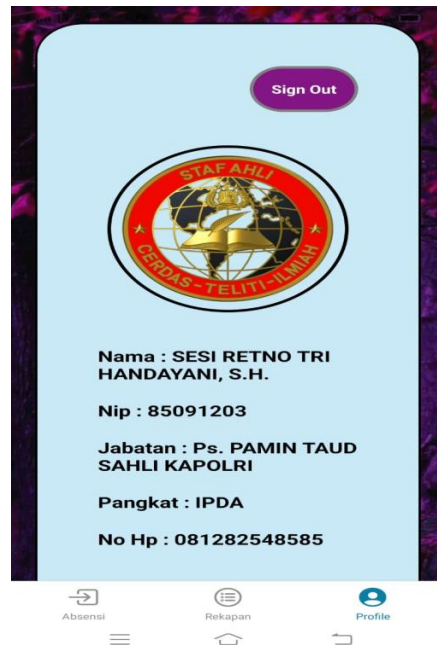 Sign Out
STAF AHLI
CERDAS-TELITI-ILMIAH
Nama : SESI RETNO TRI
HANDAYANI, S.H.
Nip : 85091203
Jabatan : Ps. PAMIN TAUD
SAHLI KAPOLRI
Pangkat : IPDA
No Hp : 081282548585
Absensi
Rekapan
Profile